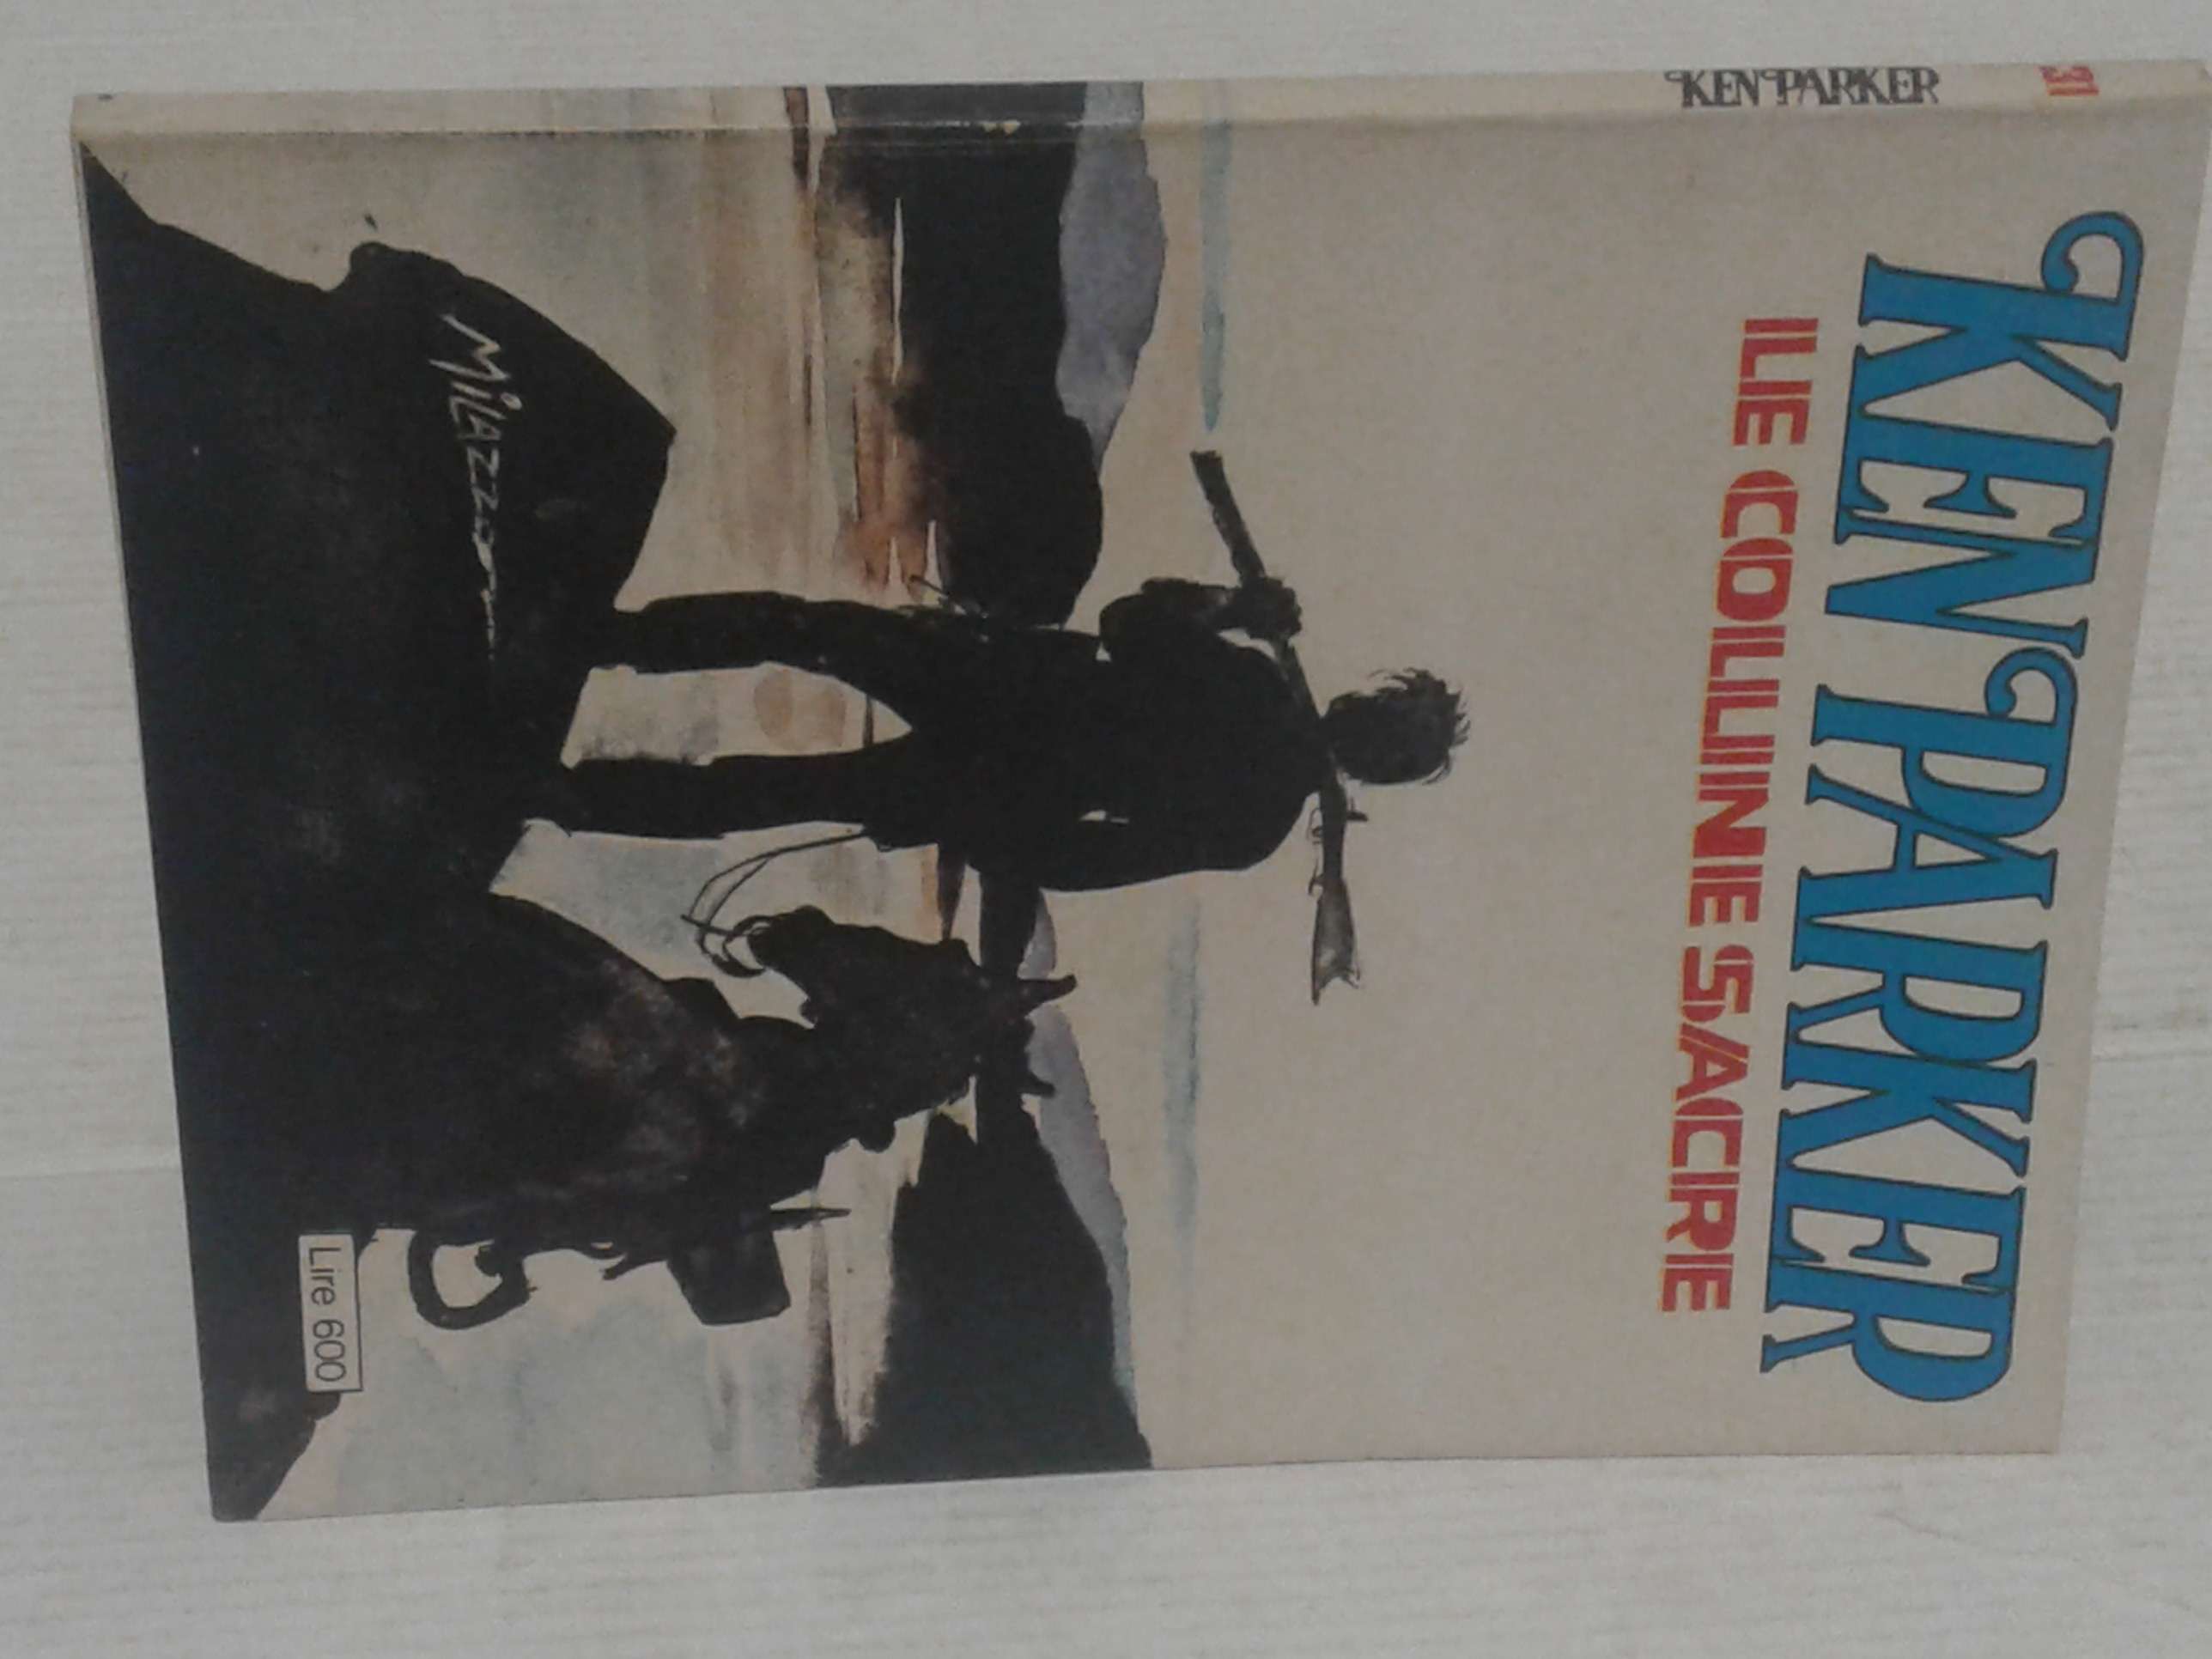 KEN PARKER
31
KEN PARKER
LE COLLINE SACRE
Milazzo
Lire 600